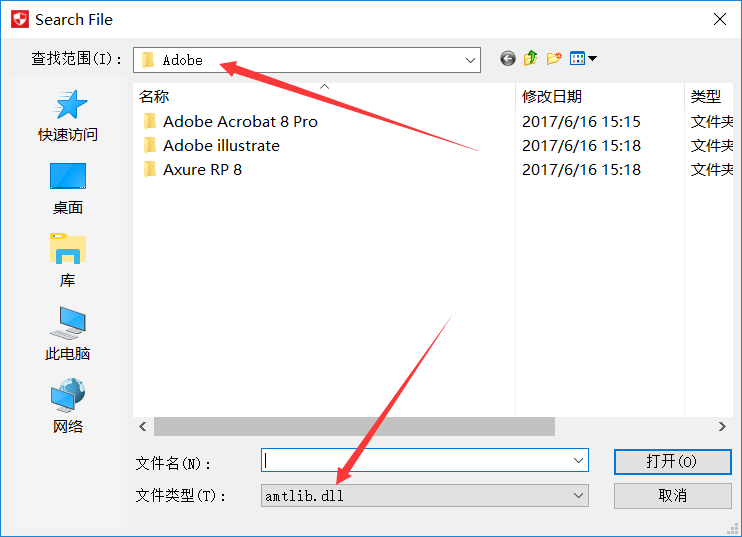 Search File
查找范围(I): Adobe
名称 修改日期 类型
Adobe Acrobat 8 Pro 2017/6/16 15:15 文件夹
Adobe illustrate 2017/6/16 15:18 文件夹
Axure RP 8 2017/6/16 15:18 文件夹
快速访问
桌面
库
此电脑
网络
文件名(N): 打开(O)
文件类型(T): amtlib.dll 取消